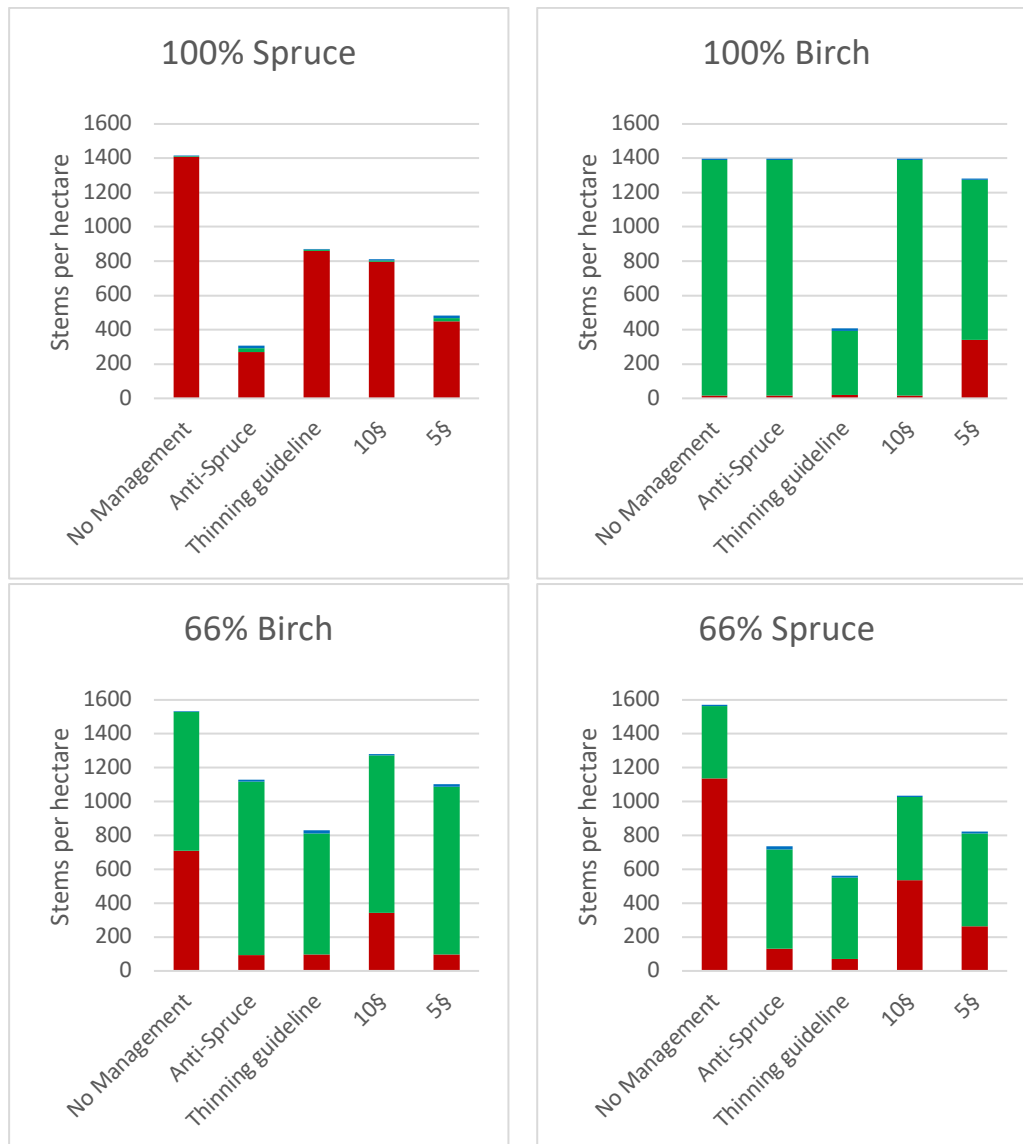 100% Spruce
Stems per hectare
1600
1400
1200
1000
800
600
400
200
0
No Management
Anti-Spruce
Thinning guideline
10§
5§
100% Birch
Stems per hectare
1600
1400
1200
1000
800
600
400
200
0
No Management
Anti-Spruce
Thinning guideline
10§
5§
66% Birch
Stems per hectare
1600
1400
1200
1000
800
600
400
200
0
No Management
Anti-Spruce
Thinning guideline
10§
5§
66% Spruce
Stems per hectare
1600
1400
1200
1000
800
600
400
200
0
No Management
Anti-Spruce
Thinning guideline
10§
5§